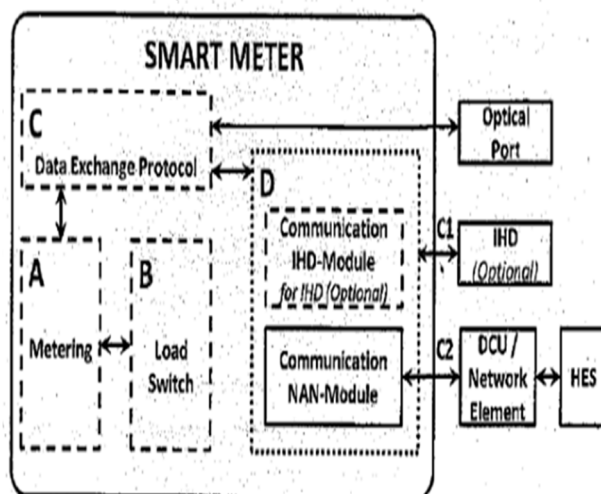 SMART METER
C
Data Exchange Protocol
Optical
Port
D
Communication
IHD-Module
for IHD (Optional)
C1
IHD
(Optional)
A
Metering
B
Load
Switch
Communication
NAN-Module
C2
DCU /
Network
Element
HES